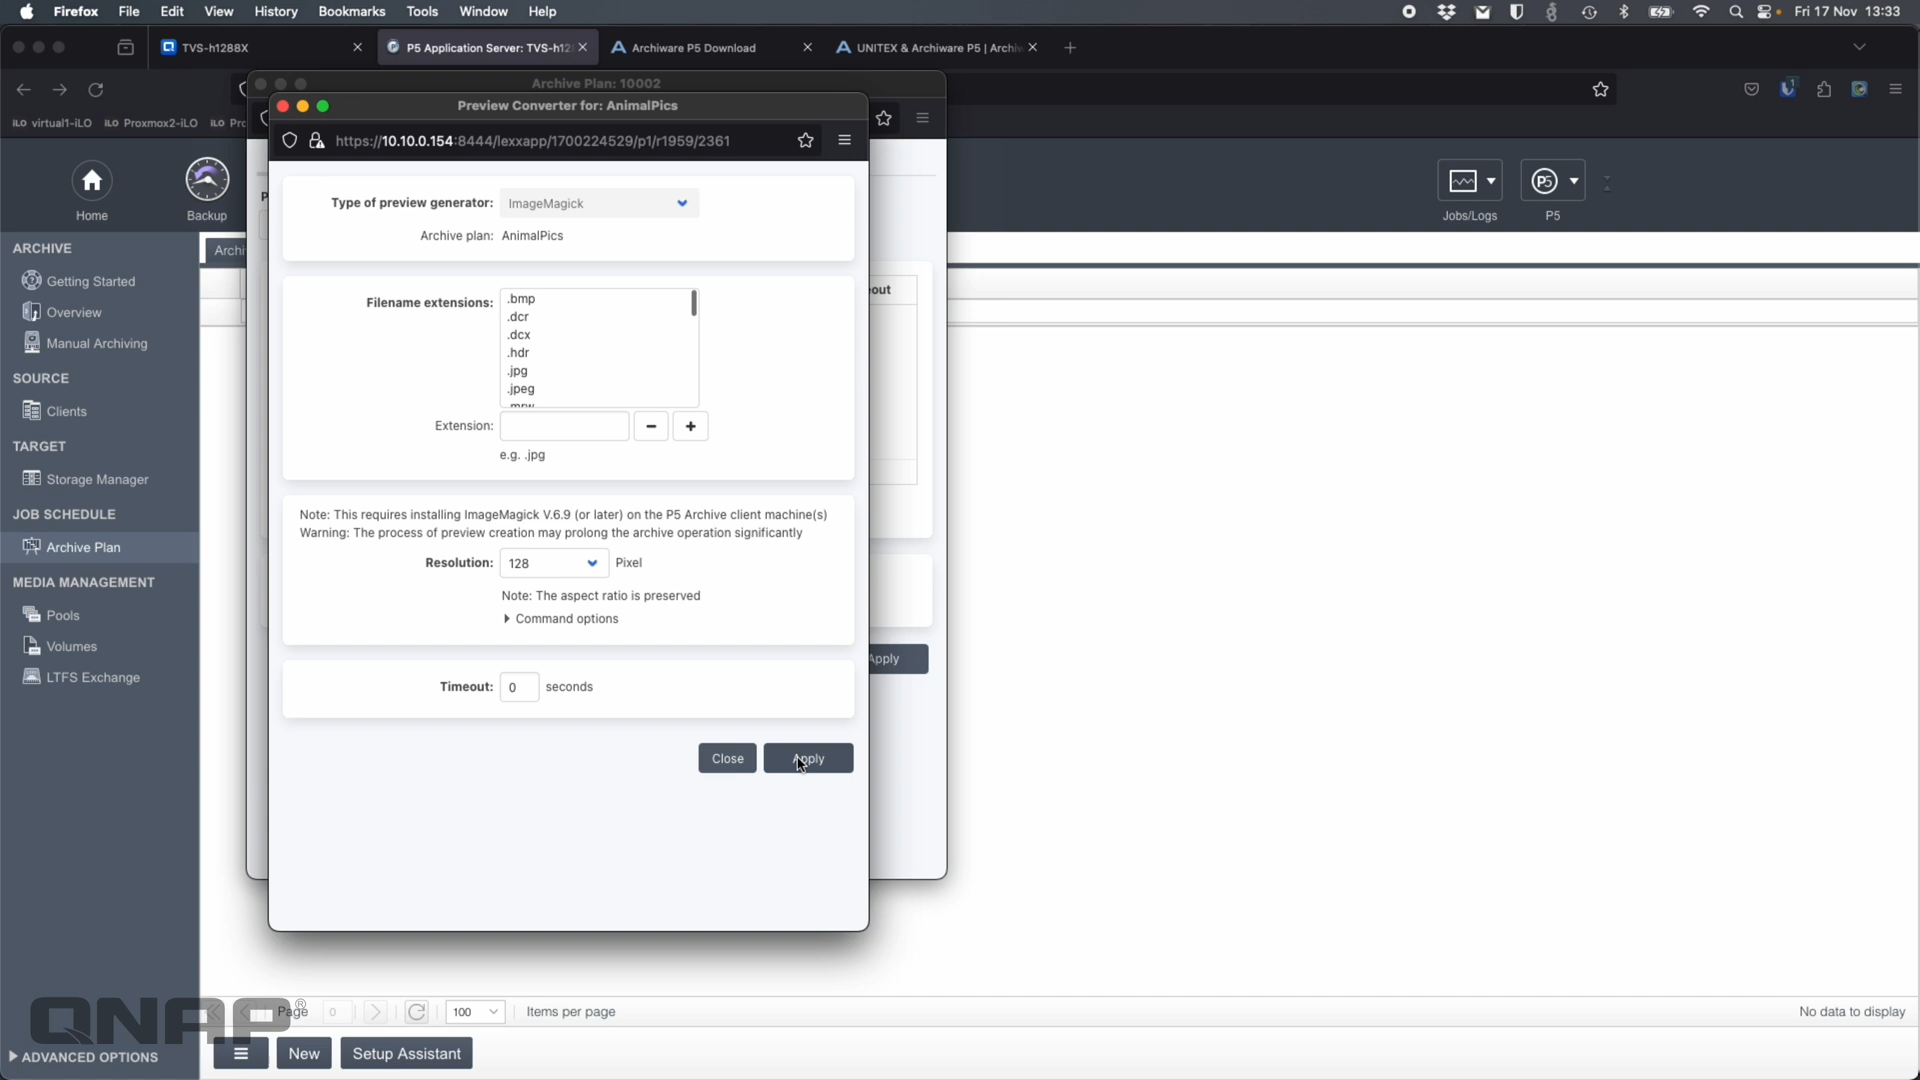 Firefox File Edit View History Bookmarks Tools Window Help Fri 17 Nov 13:33
TVS-h1288X P5 Application Server: TVS-h12 Archiware P5 Download UNITEX & Archiware P5 | Archi
Archive Plan: 10002
Preview Converter for: AnimalPics
iLO virtual1-iLO iLO Proxmox2-iLO iLO Prc
https://10.10.0.154:8444/lexxapp/1700224529/p1/r1959/2361
Home Backup Jobs/Logs P5
Type of preview generator: ImageMagick
Archive plan: AnimalPics
ARCHIVE
Getting Started
Overview
Manual Archiving
SOURCE
Clients
TARGET
Storage Manager
JOB SCHEDULE
Archive Plan
MEDIA MANAGEMENT
Pools
Volumes
LTFS Exchange
Archi
eout
Filename extensions: .bmp
.dcr
.dcx
.hdr
.jpg
.jpeg
.mrw
Extension: − +
e.g. .jpg
Note: This requires installing ImageMagick V.6.9 (or later) on the P5 Archive client machine(s)
Warning: The process of preview creation may prolong the archive operation significantly
Resolution: 128 Pixel
Note: The aspect ratio is preserved
Command options
Apply
Timeout: 0 seconds
Close Apply
QNAP®
Page 0 100 Items per page No data to display
ADVANCED OPTIONS New Setup Assistant